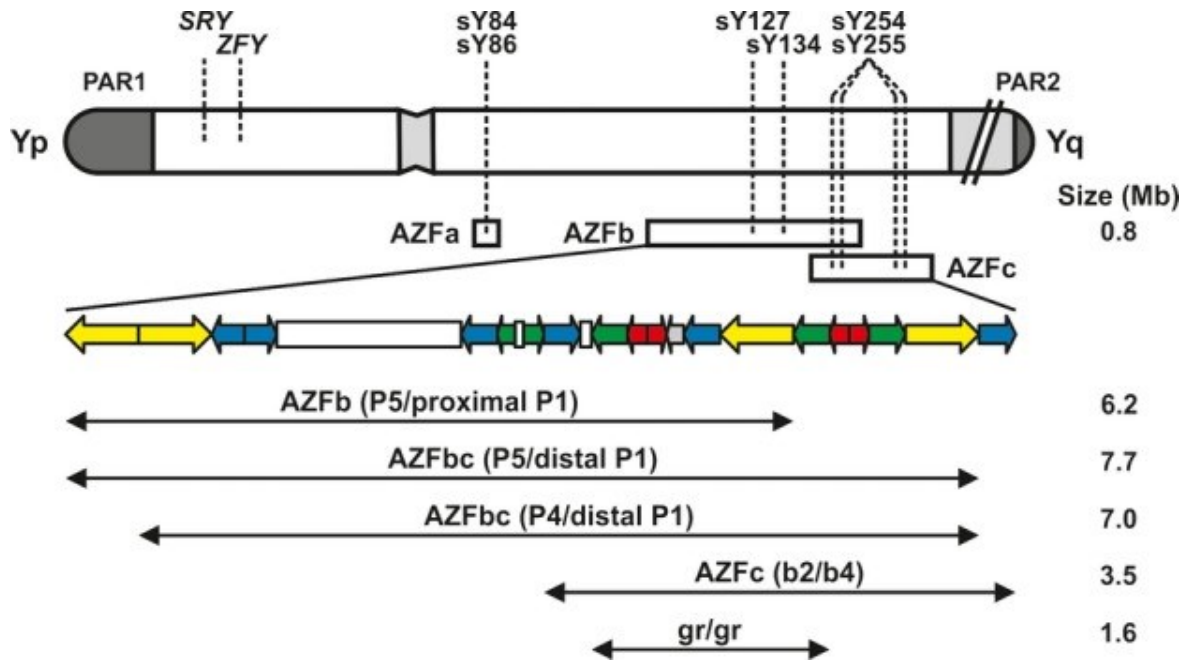 SRY
ZFY
sY84
sY86
sY127
sY134
sY254
sY255
PAR1
PAR2
Yp
Yq
Size (Mb)
AZFa
AZFb
0.8
AZFc
AZFb (P5/proximal P1)
6.2
AZFbc (P5/distal P1)
7.7
AZFbc (P4/distal P1)
7.0
AZFc (b2/b4)
3.5
gr/gr
1.6